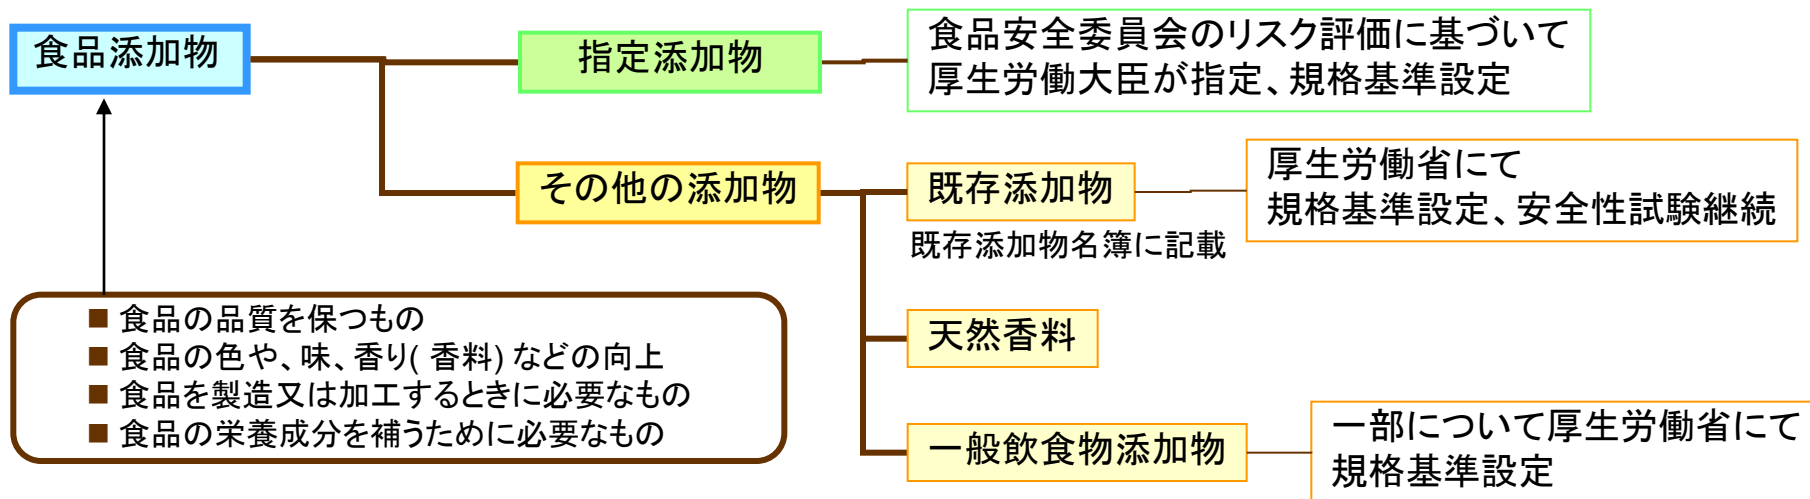 食品添加物
指定添加物
食品安全委員会のリスク評価に基づいて
厚生労働大臣が指定、規格基準設定
その他の添加物
既存添加物
既存添加物名簿に記載
厚生労働省にて
規格基準設定、安全性試験継続
天然香料
一般飲食物添加物
一部について厚生労働省にて
規格基準設定
■ 食品の品質を保つもの
■ 食品の色や、味、香り( 香料) などの向上
■ 食品を製造又は加工するときに必要なもの
■ 食品の栄養成分を補うために必要なもの